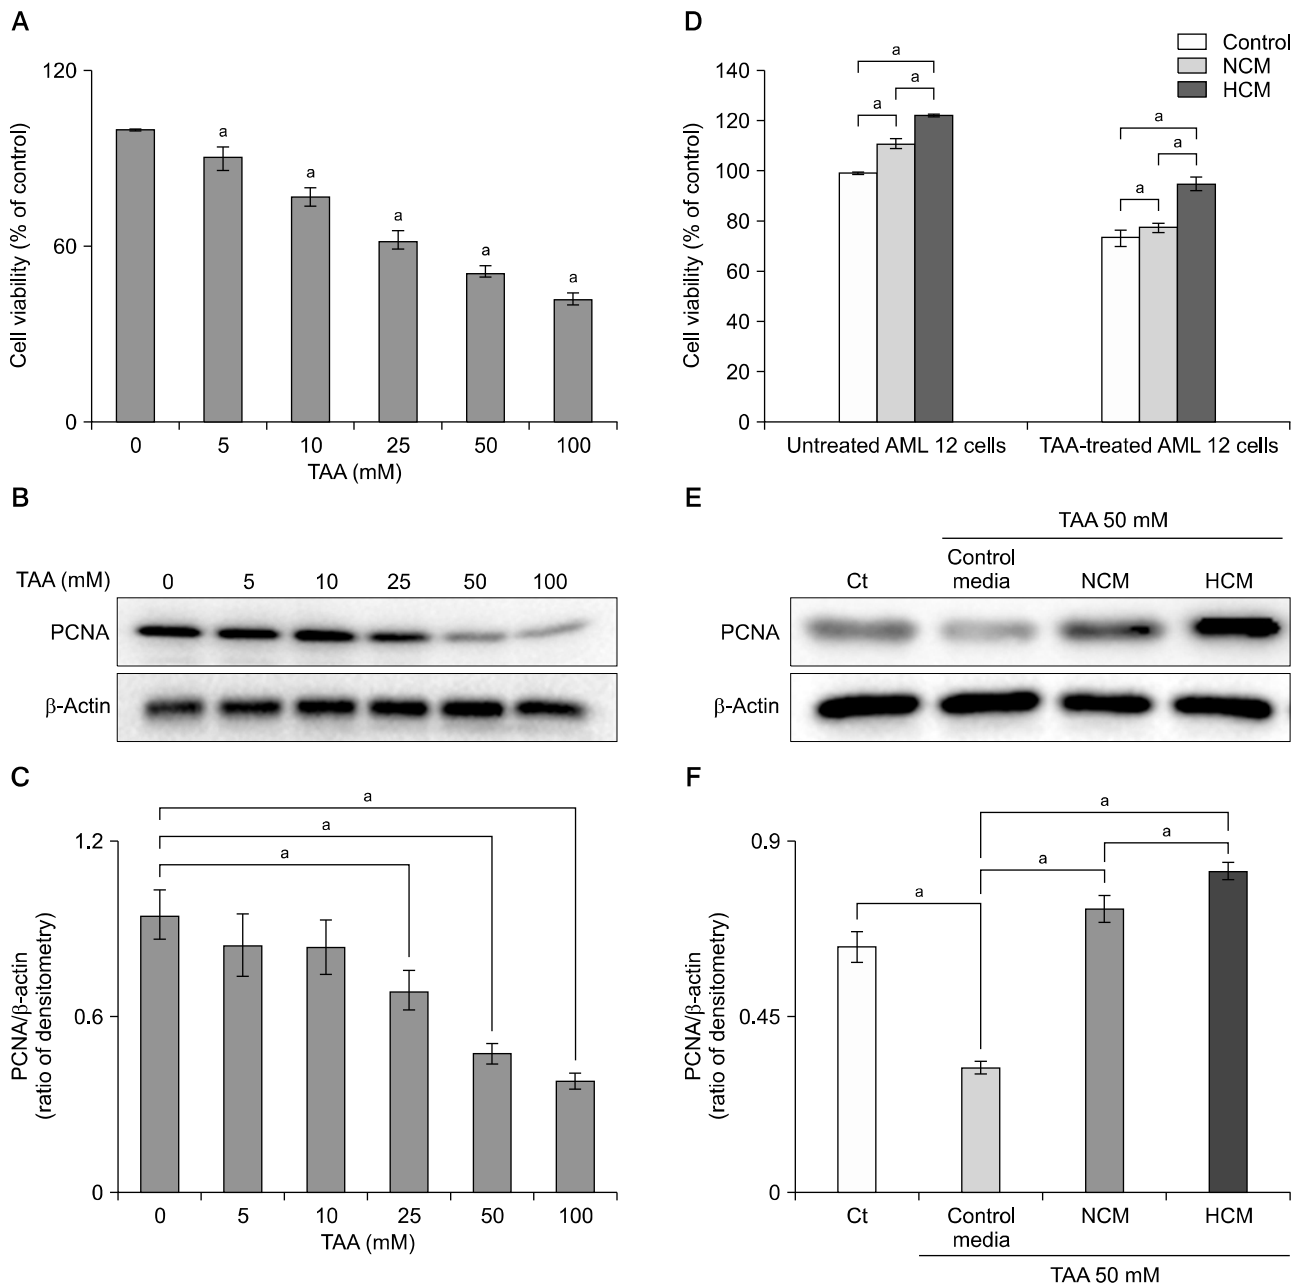 A
Cell viability (% of control)
120
60
0
a
a
a
a
a
0 5 10 25 50 100
TAA (mM)
D
Control
NCM
HCM
Cell viability (% of control)
140
120
100
80
60
40
20
0
a
a
a
a
a
a
Untreated AML 12 cells TAA-treated AML 12 cells
B
TAA (mM) 0 5 10 25 50 100
PCNA
β-Actin
E
TAA 50 mM
Ct Control media NCM HCM
PCNA
β-Actin
C
PCNA/β-actin
(ratio of densitometry)
1.2
0.6
0
a
a
a
0 5 10 25 50 100
TAA (mM)
F
PCNA/β-actin
(ratio of densitometry)
0.9
0.45
0
a
a
a
a
Ct Control media NCM HCM
TAA 50 mM